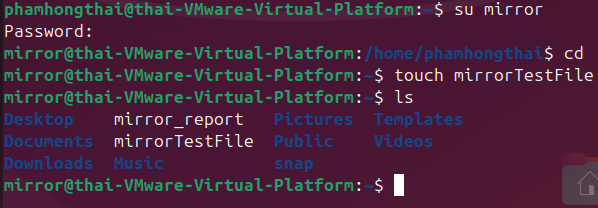 phamhongthai@thai-VMware-Virtual-Platform:~$ su mirror
Password:
mirror@thai-VMware-Virtual-Platform:/home/phamhongthai$ cd
mirror@thai-VMware-Virtual-Platform:~$ touch mirrorTestFile
mirror@thai-VMware-Virtual-Platform:~$ ls
Desktop mirror_report Pictures Templates
Documents mirrorTestFile Public Videos
Downloads Music snap
mirror@thai-VMware-Virtual-Platform:~$